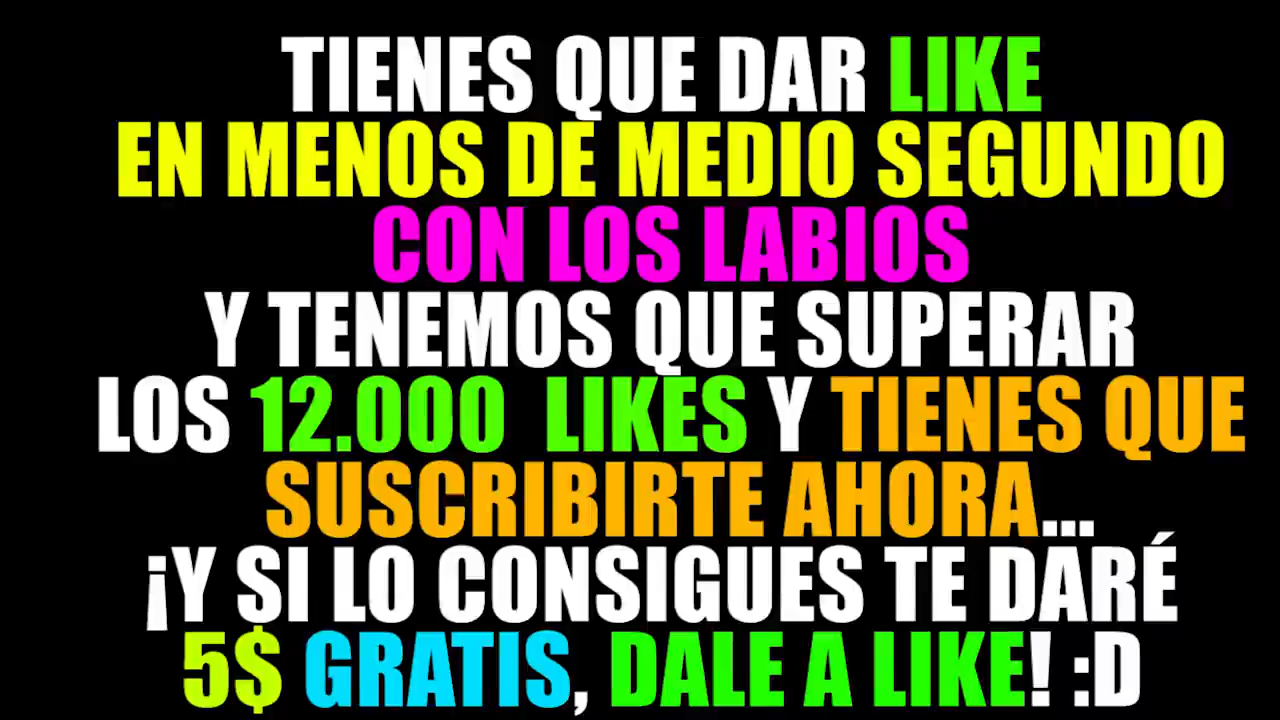 TIENES QUE DAR LIKE
EN MENOS DE MEDIO SEGUNDO
CON LOS LABIOS
Y TENEMOS QUE SUPERAR
LOS 12.000 LIKES Y TIENES QUE
SUSCRIBIRTE AHORA...
¡Y SI LO CONSIGUES TE DARÉ
5$ GRATIS, DALE A LIKE! :D